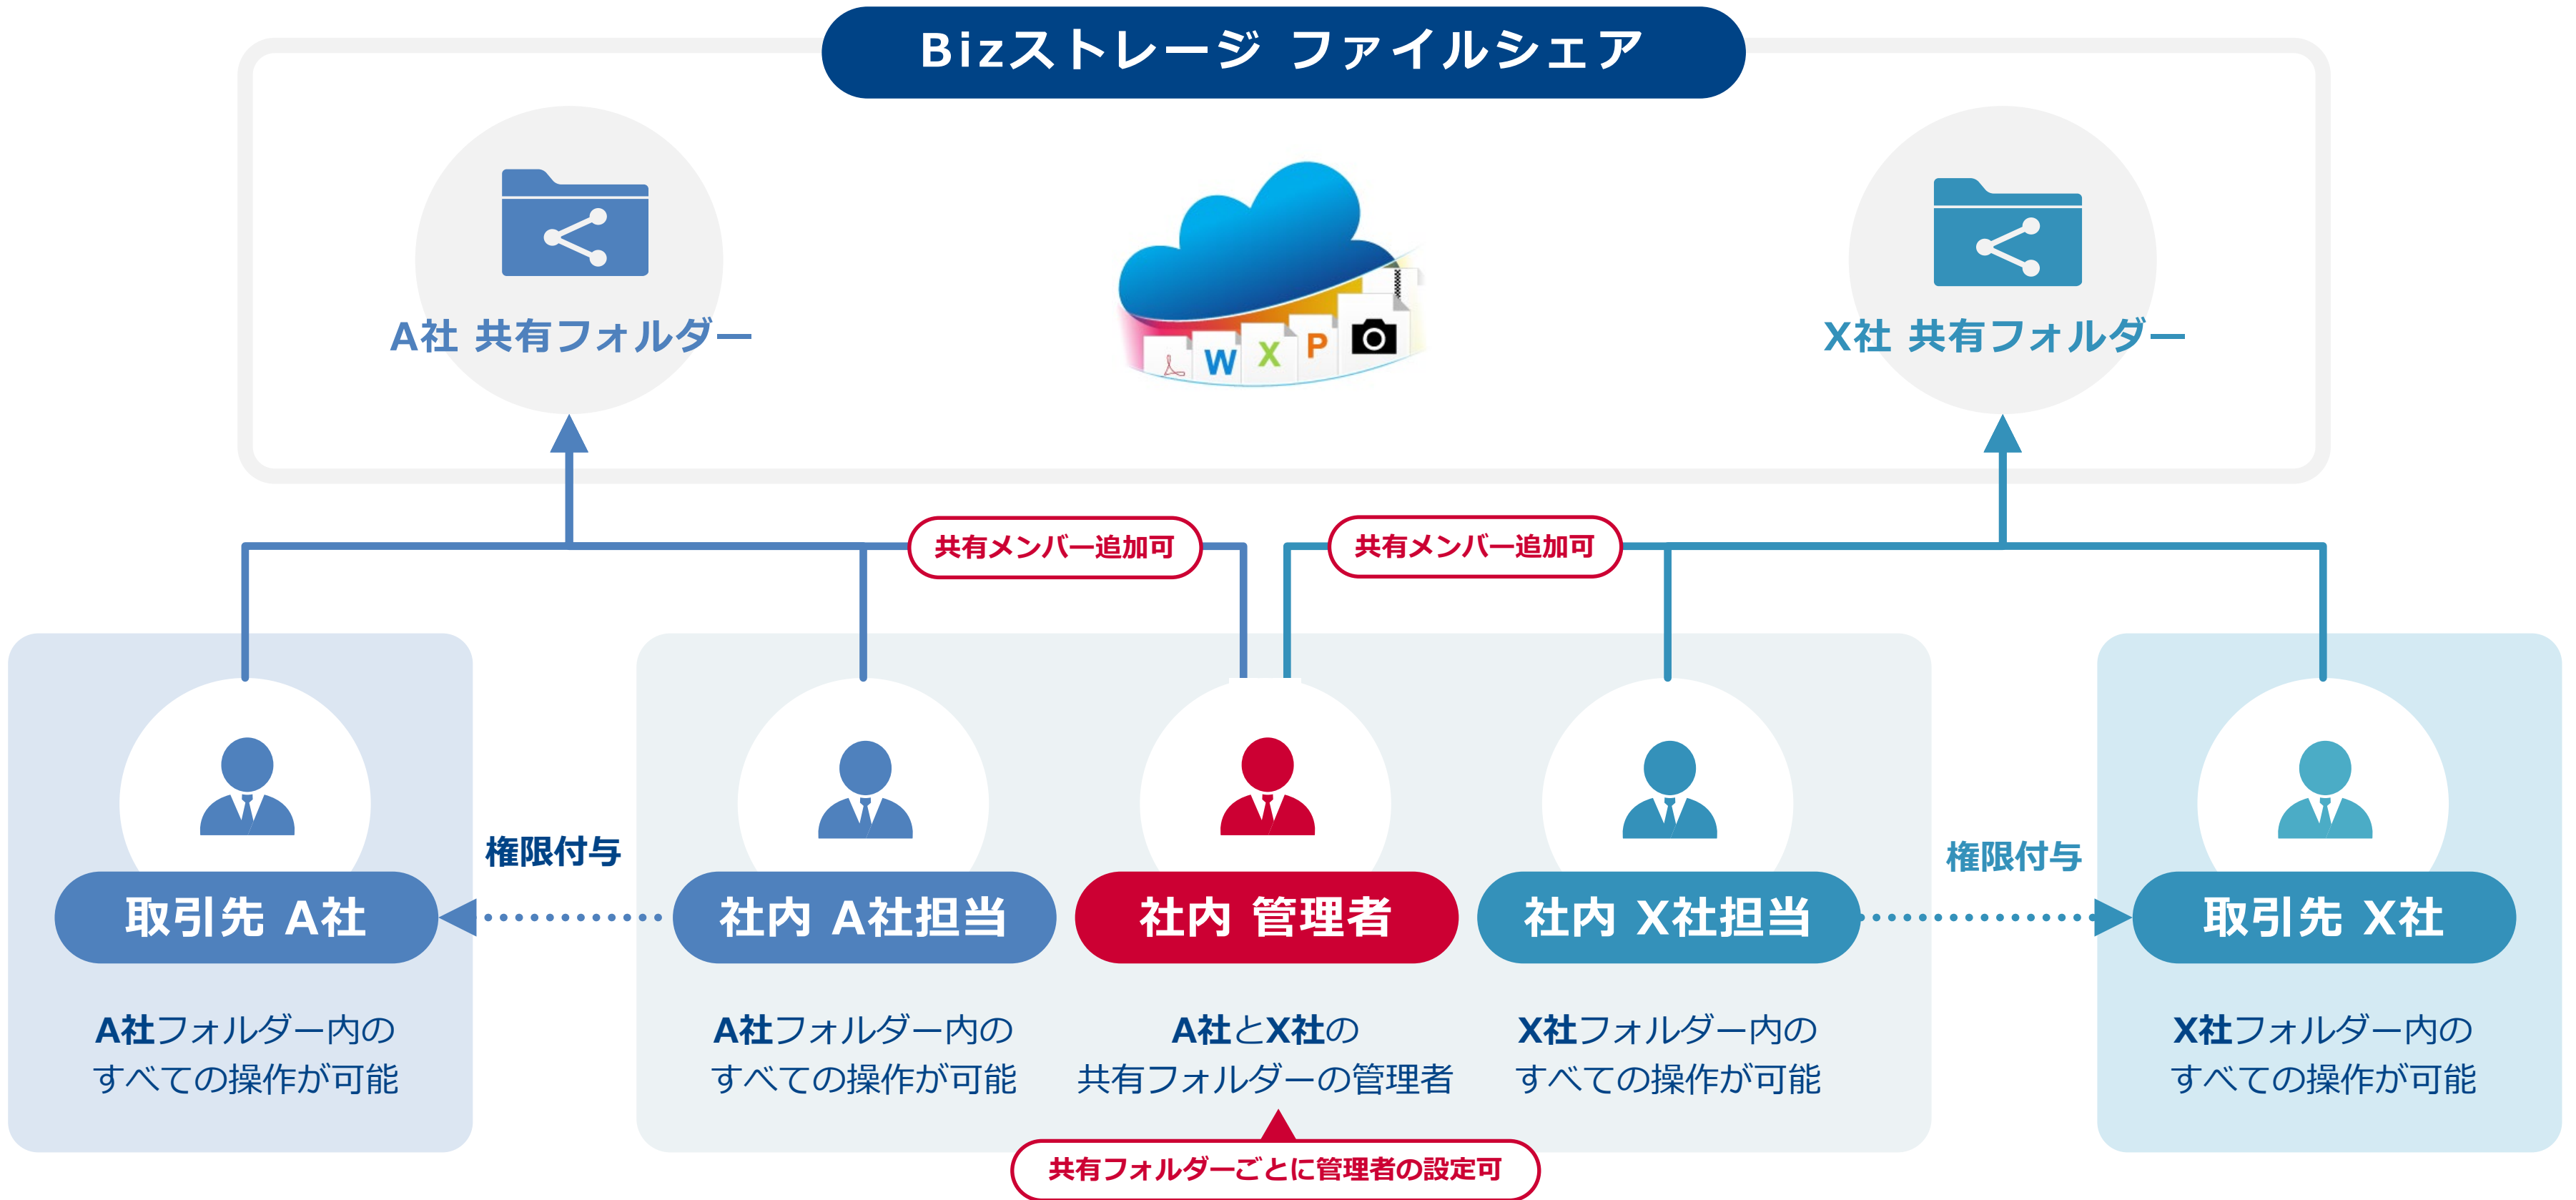 Bizストレージ ファイルシェア
A社 共有フォルダー
W
X
P
X社 共有フォルダー
共有メンバー追加可
共有メンバー追加可
権限付与
権限付与
取引先 A社
社内 A社担当
社内 管理者
社内 X社担当
取引先 X社
A社フォルダー内の
すべての操作が可能
A社フォルダー内の
すべての操作が可能
A社とX社の
共有フォルダーの管理者
X社フォルダー内の
すべての操作が可能
X社フォルダー内の
すべての操作が可能
共有フォルダーごとに管理者の設定可